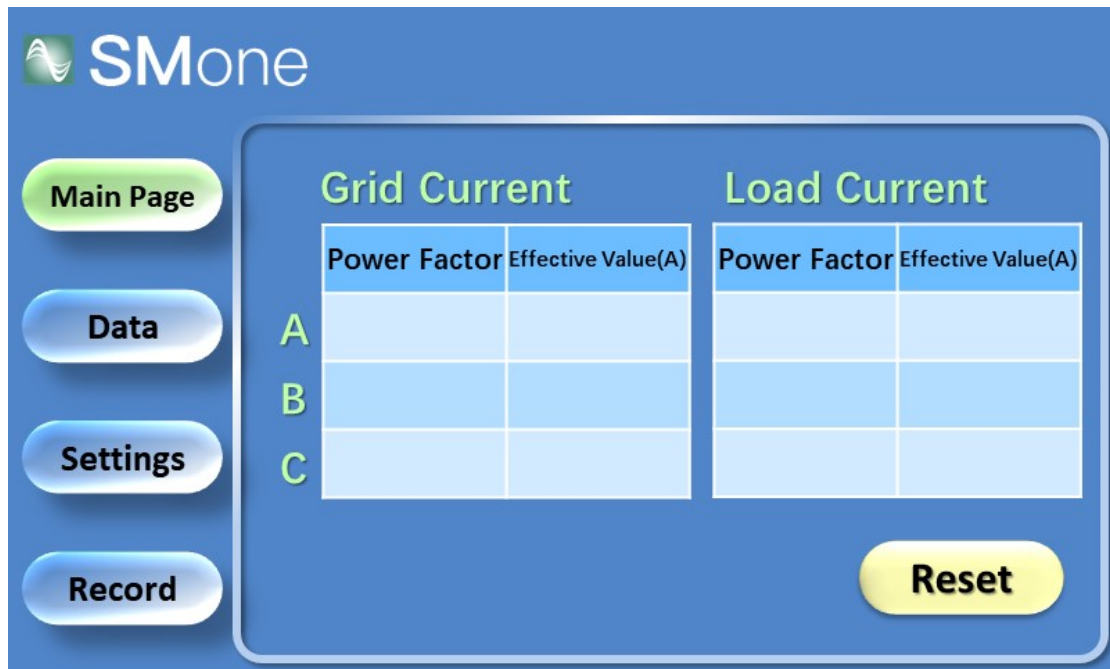 SMone
Main Page
Data
Settings
Record
Grid Current
Power Factor Effective Value(A)
A
B
C
Load Current
Power Factor Effective Value(A)
Reset